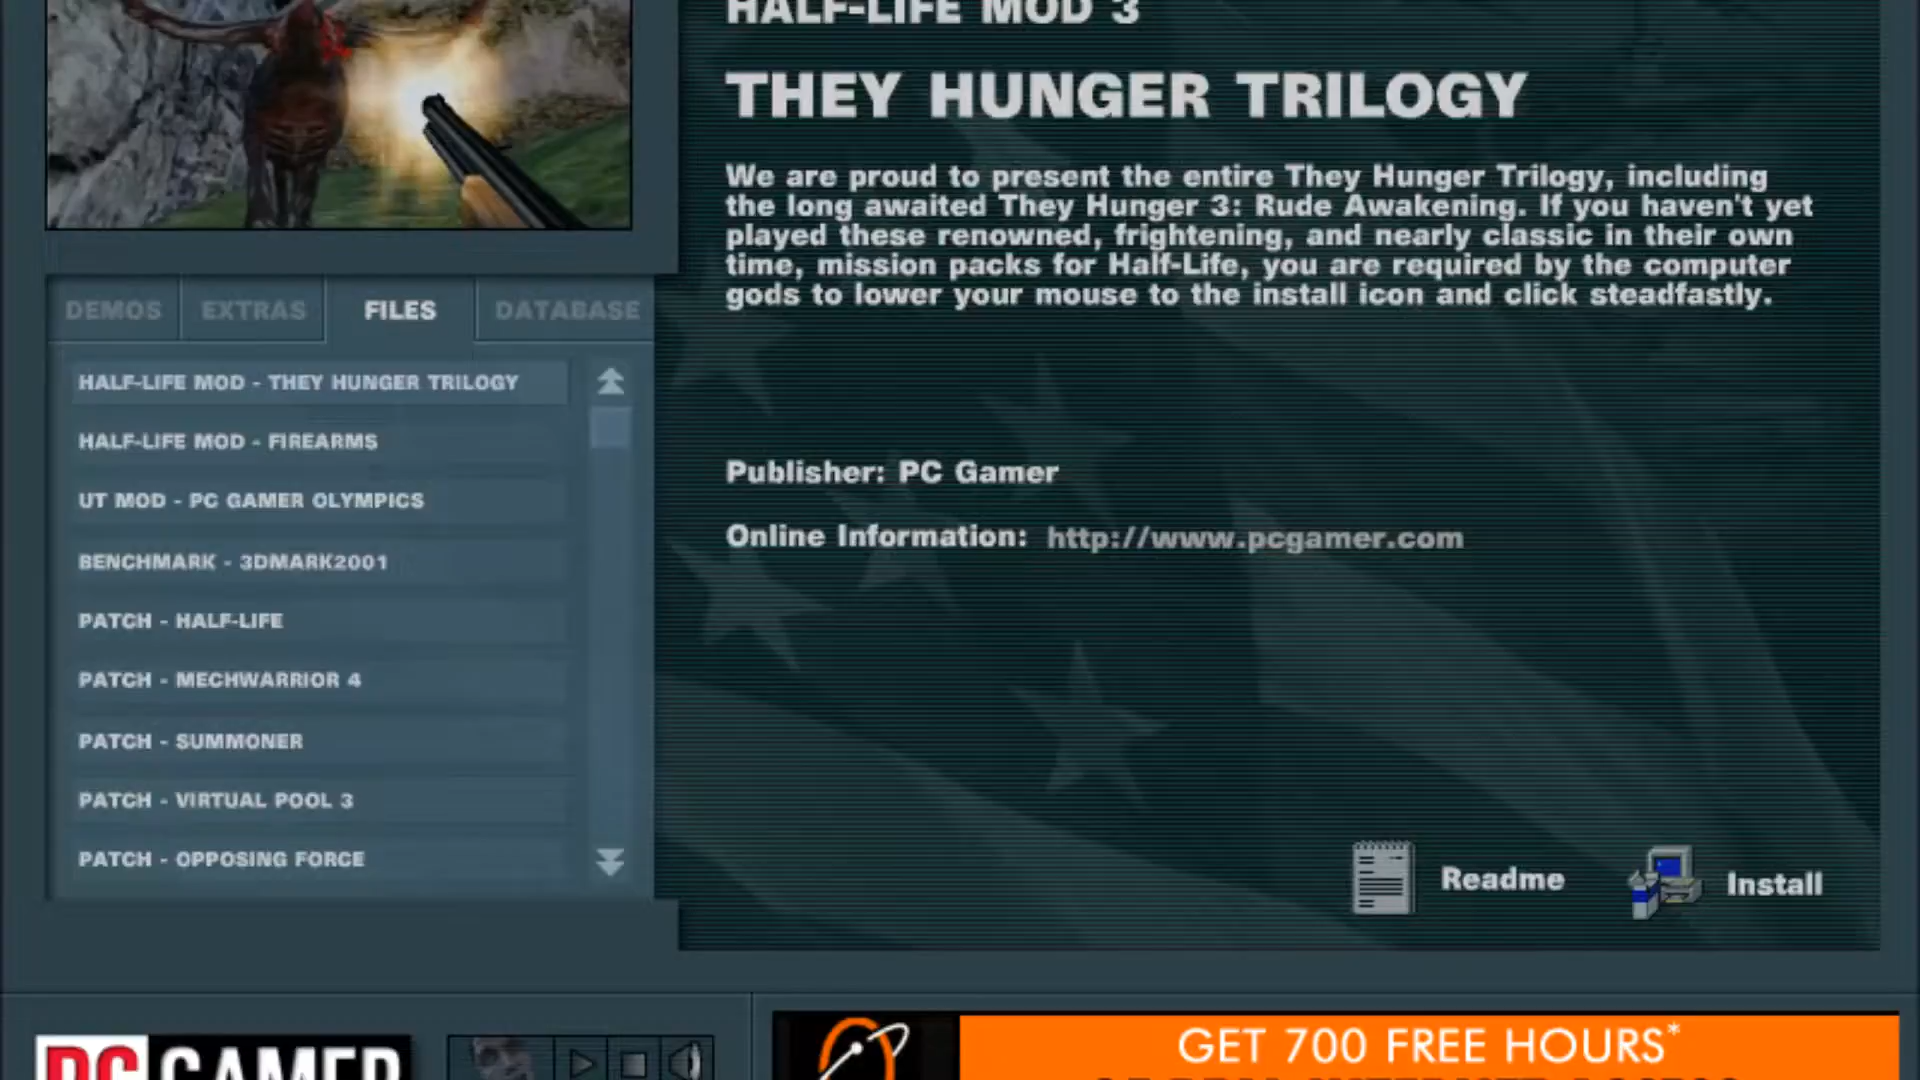 HALF-LIFE MOD 3
THEY HUNGER TRILOGY
We are proud to present the entire They Hunger Trilogy, including
the long awaited They Hunger 3: Rude Awakening. If you haven't yet
played these renowned, frightening, and nearly classic in their own
time, mission packs for Half-Life, you are required by the computer
gods to lower your mouse to the install icon and click steadfastly.
Publisher: PC Gamer
Online Information: http://www.pcgamer.com
DEMOS EXTRAS FILES DATABASE
HALF-LIFE MOD - THEY HUNGER TRILOGY
HALF-LIFE MOD - FIREARMS
UT MOD - PC GAMER OLYMPICS
BENCHMARK - 3DMARK2001
PATCH - HALF-LIFE
PATCH - MECHWARRIOR 4
PATCH - SUMMONER
PATCH - VIRTUAL POOL 3
PATCH - OPPOSING FORCE
Readme
Install
PC GAMER
GET 700 FREE HOURS*